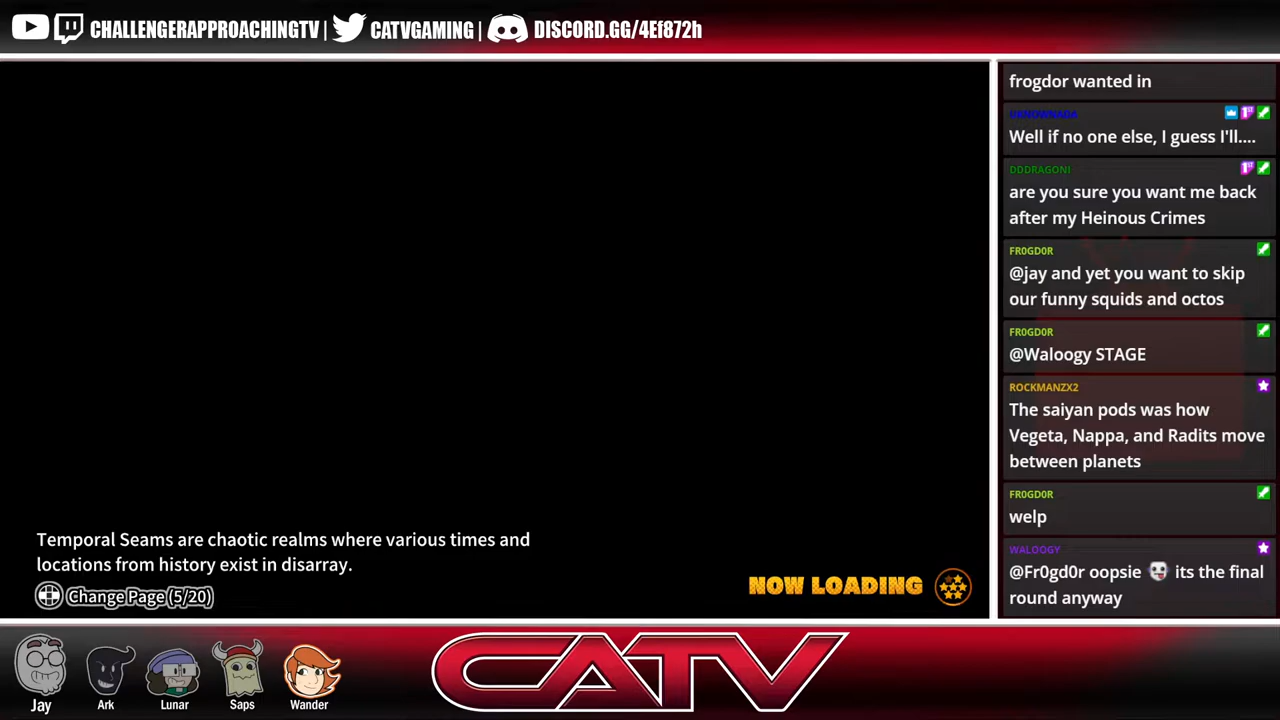 CHALLENGERAPPROACHINGTV | CATVGAMING | DISCORD.GG/4Ef872h
frogdor wanted in
Well if no one else, I guess I'll....
DDDRAGONI
are you sure you want me back
after my Heinous Crimes
FR0GD0R
@jay and yet you want to skip
our funny squids and octos
FR0GD0R
@Waloogy STAGE
ROCKMANZX2
The saiyan pods was how
Vegeta, Nappa, and Radits move
between planets
FR0GD0R
welp
WALOOGY
@Fr0gd0r oopsie its the final
round anyway
Temporal Seams are chaotic realms where various times and
locations from history exist in disarray.
Change Page (5/20)
NOW LOADING
Jay
Ark
Lunar
Saps
Wander
CATV